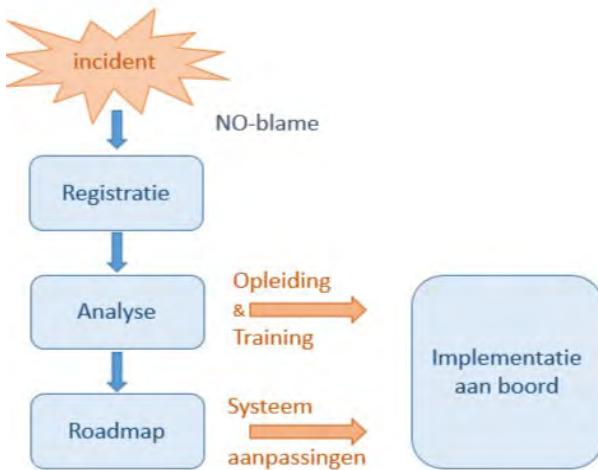 incident
NO-blame
Registratie
Analyse
Opleiding
&
Training
Implementatie
aan boord
Roadmap
Systeem
aanpassingen